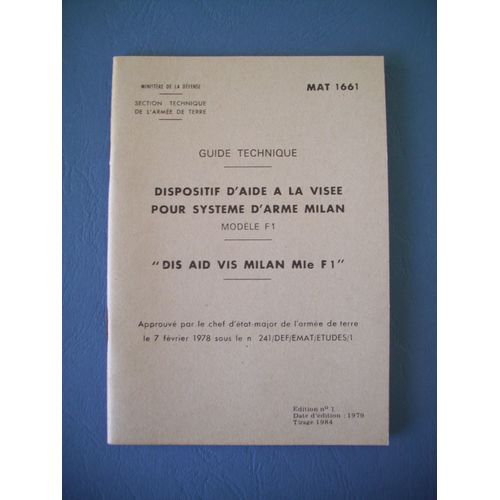 MINISTÈRE DE LA DÉFENSE
MAT 1661
SECTION TECHNIQUE
DE L'ARMÉE DE TERRE
GUIDE TECHNIQUE
DISPOSITIF D'AIDE A LA VISEE
POUR SYSTEME D'ARME MILAN
MODÈLE F1
"DIS AID VIS MILAN Mle F1"
Approuvé par le chef d'état-major de l'armée de terre
le 7 février 1978 sous le n 241/DEF/EMAT/ETUDES/1
Edition nº 1
Date d'édition : 1979
Tirage 1984